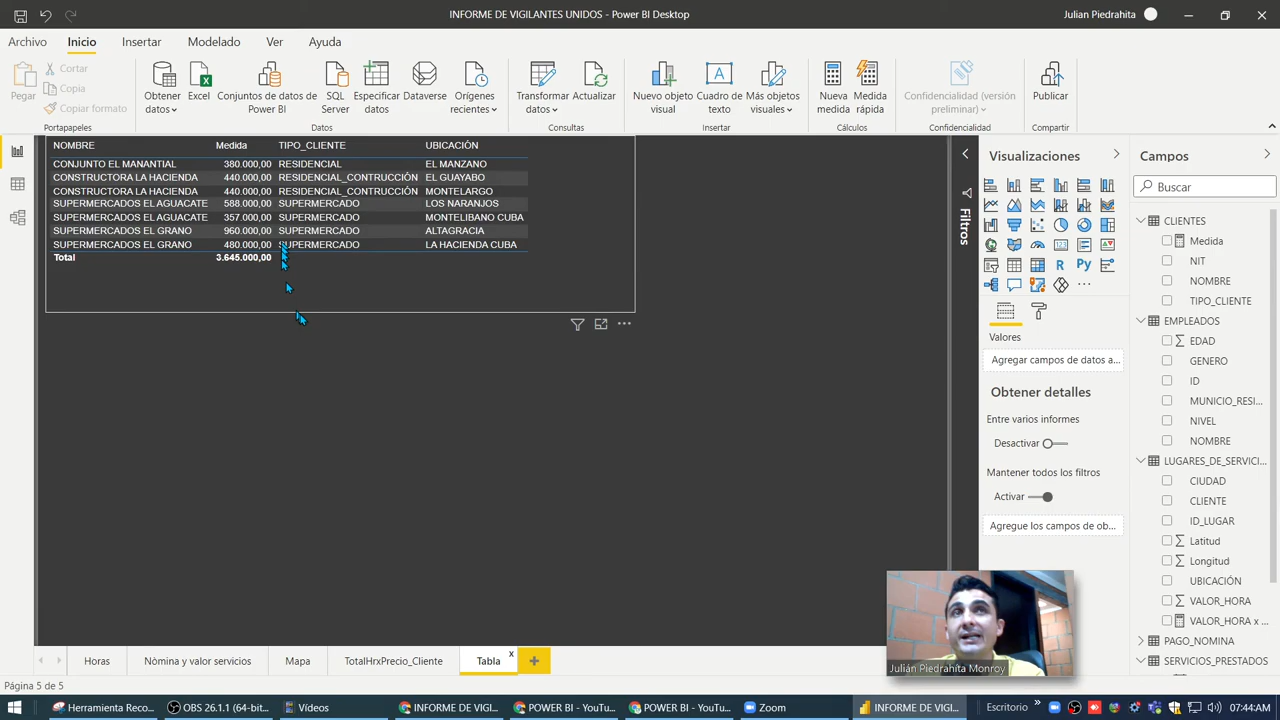 INFORME DE VIGILANTES UNIDOS - Power BI Desktop
Julian Piedrahita
Archivo
Inicio
Insertar
Modelado
Ver
Ayuda
Pegar
Cortar
Copia
Copiar formato
Portapapeles
Obtener datos
Excel
Conjuntos de datos de Power BI
SQL Server
Especificar datos
Dataverse
Orígenes recientes
Datos
Transformar datos
Actualizar
Consultas
Nuevo objeto visual
Cuadro de texto
Más objetos visuales
Insertar
Nueva medida
Medida rápida
Cálculos
Confidencialidad (versión preliminar)
Confidencialidad
Publicar
Compartir
NOMBRE Medida TIPO_CLIENTE UBICACIÓN
CONJUNTO EL MANANTIAL 380.000,00 RESIDENCIAL EL MANZANO
CONSTRUCTORA LA HACIENDA 440.000,00 RESIDENCIAL_CONTRUCCIÓN EL GUAYABO
CONSTRUCTORA LA HACIENDA 440.000,00 RESIDENCIAL_CONTRUCCIÓN MONTELARGO
SUPERMERCADOS EL AGUACATE 588.000,00 SUPERMERCADO LOS NARANJOS
SUPERMERCADOS EL AGUACATE 357.000,00 SUPERMERCADO MONTELIBANO CUBA
SUPERMERCADOS EL GRANO 960.000,00 SUPERMERCADO ALTAGRACIA
SUPERMERCADOS EL GRANO 480.000,00 SUPERMERCADO LA HACIENDA CUBA
Total 3.645.000,00
Filtros
Visualizaciones
R
Py
123
Valores
Agregar campos de datos a...
Obtener detalles
Entre varios informes
Desactivar
Mantener todos los filtros
Activar
Agregue los campos de ob...
Campos
Buscar
CLIENTES
Medida
NIT
NOMBRE
TIPO_CLIENTE
EMPLEADOS
EDAD
GENERO
ID
MUNICIO_RESI...
NIVEL
NOMBRE
LUGARES_DE_SERVICI...
CIUDAD
CLIENTE
ID_LUGAR
Latitud
Longitud
UBICACIÓN
VALOR_HORA
VALOR_HORA x ...
PAGO_NOMINA
SERVICIOS_PRESTADOS
Julián Piedrahita Monroy
Horas
Nómina y valor servicios
Mapa
TotalHrxPrecio_Cliente
Tabla
x
Página 5 de 5
Herramienta Reco...
OBS 26.1.1 (64-bit...
Vídeos
INFORME DE VIGIL...
POWER BI - YouTu...
POWER BI - YouTu...
Zoom
INFORME DE VIGIL...
Escritorio
07:44 AM